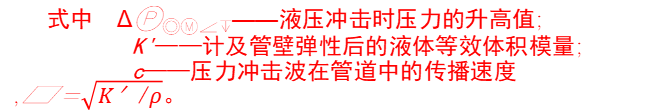 式中 Δⓟ○Ⓜ∠↧——液压冲击时压力的升高值;
K'——计及管壁弹性后的液体等效体积模量;
c——压力冲击波在管道中的传播速度
,▱=√K′/ρ。